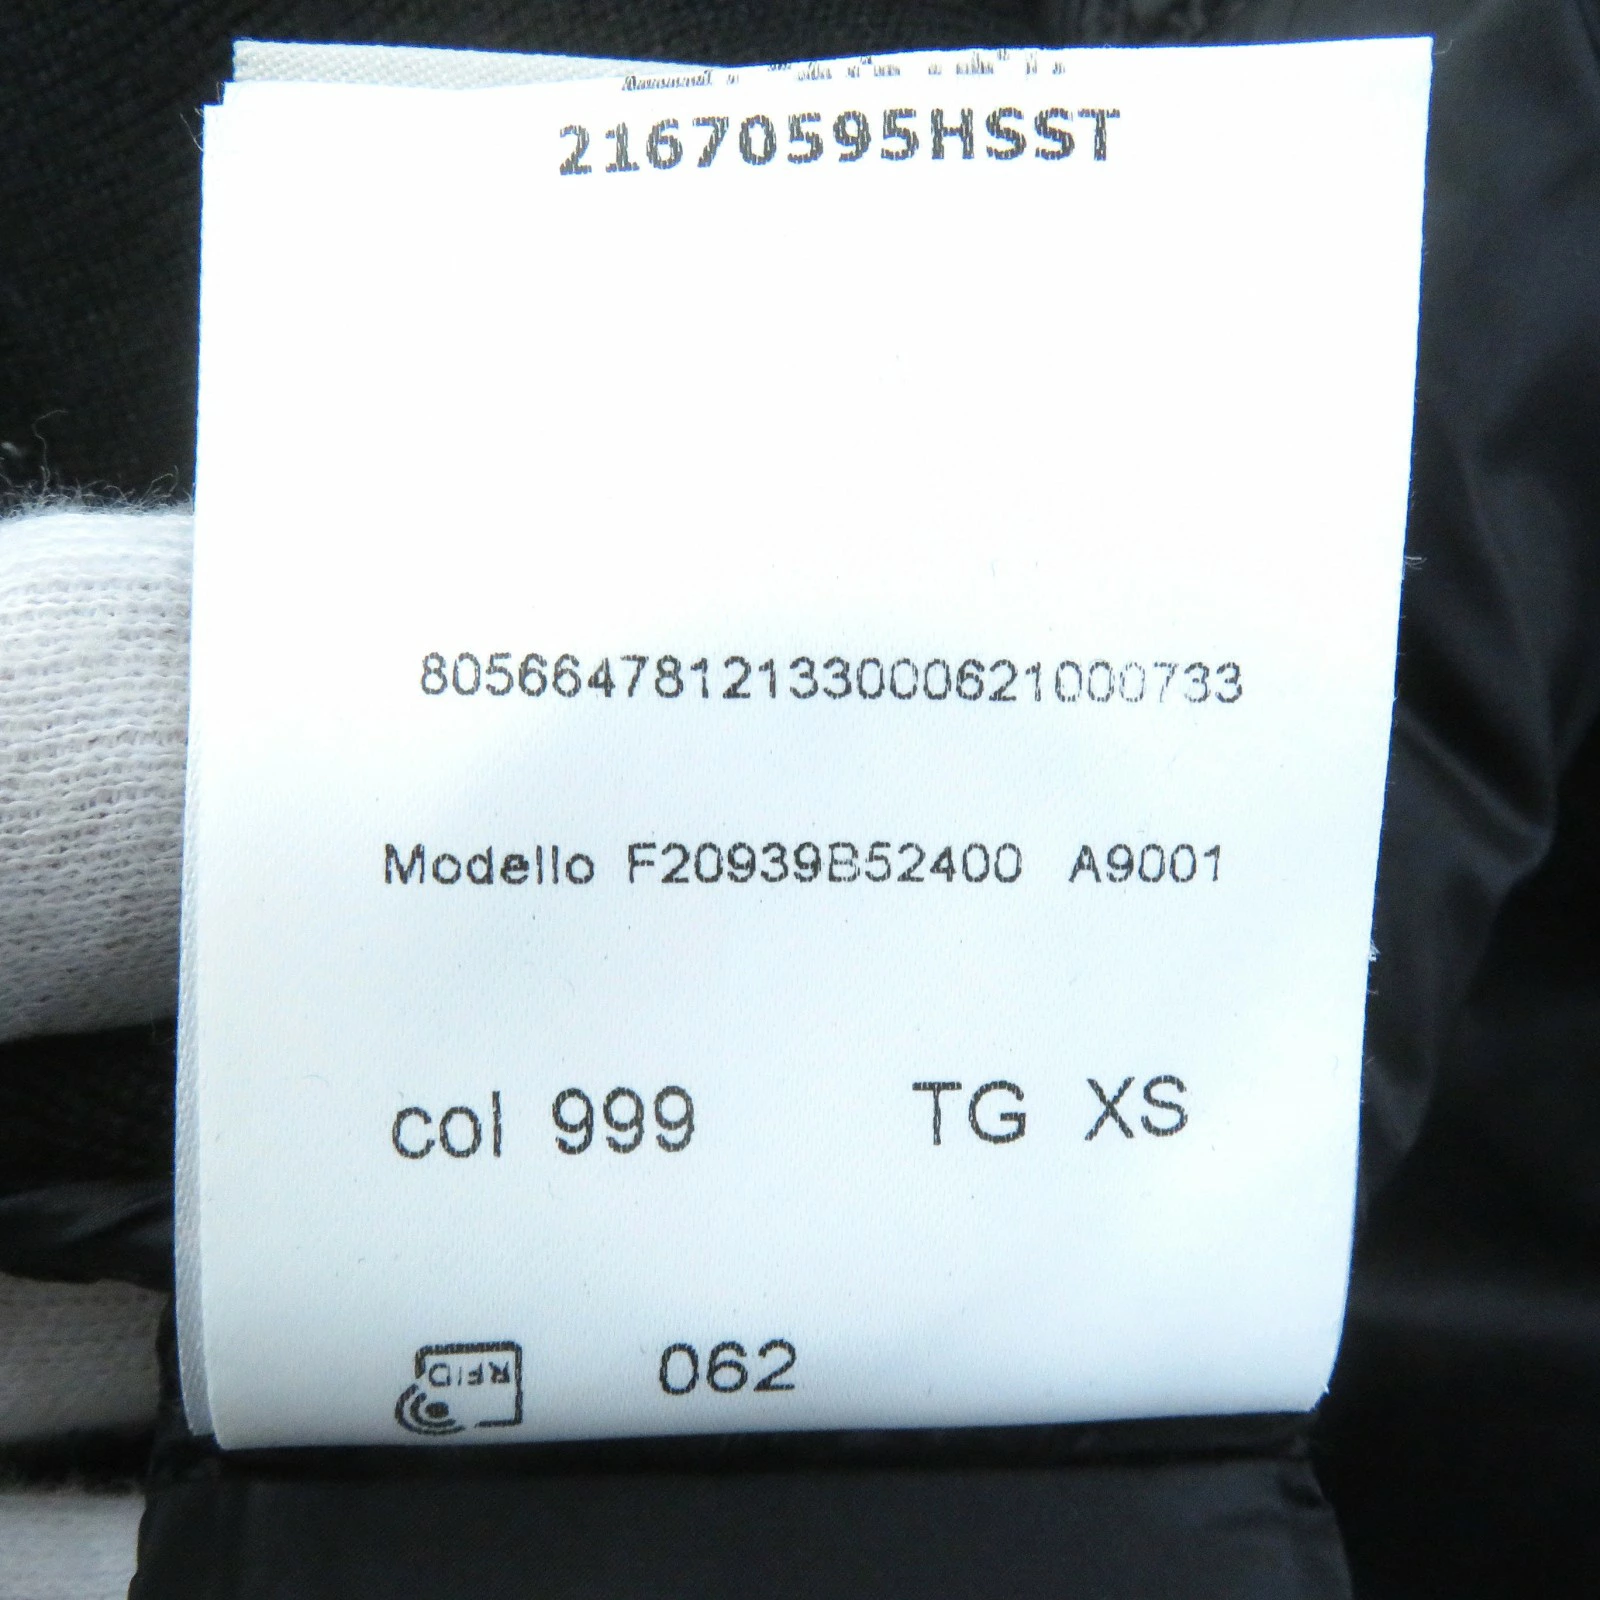 21670595HSST
8056647812133000621000733
Modello F20939B52400 A9001
col 999 TG XS
RFID 062